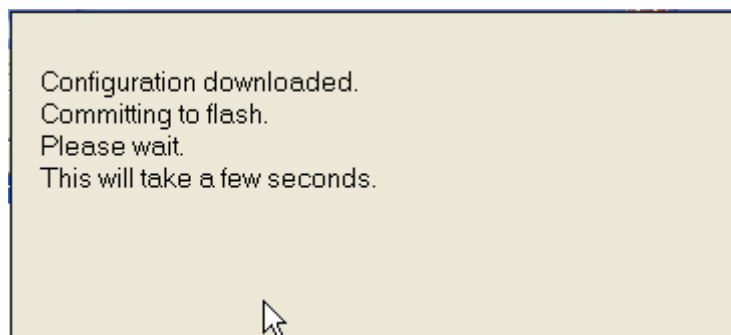 Configuration downloaded.
Committing to flash.
Please wait.
This will take a few seconds.